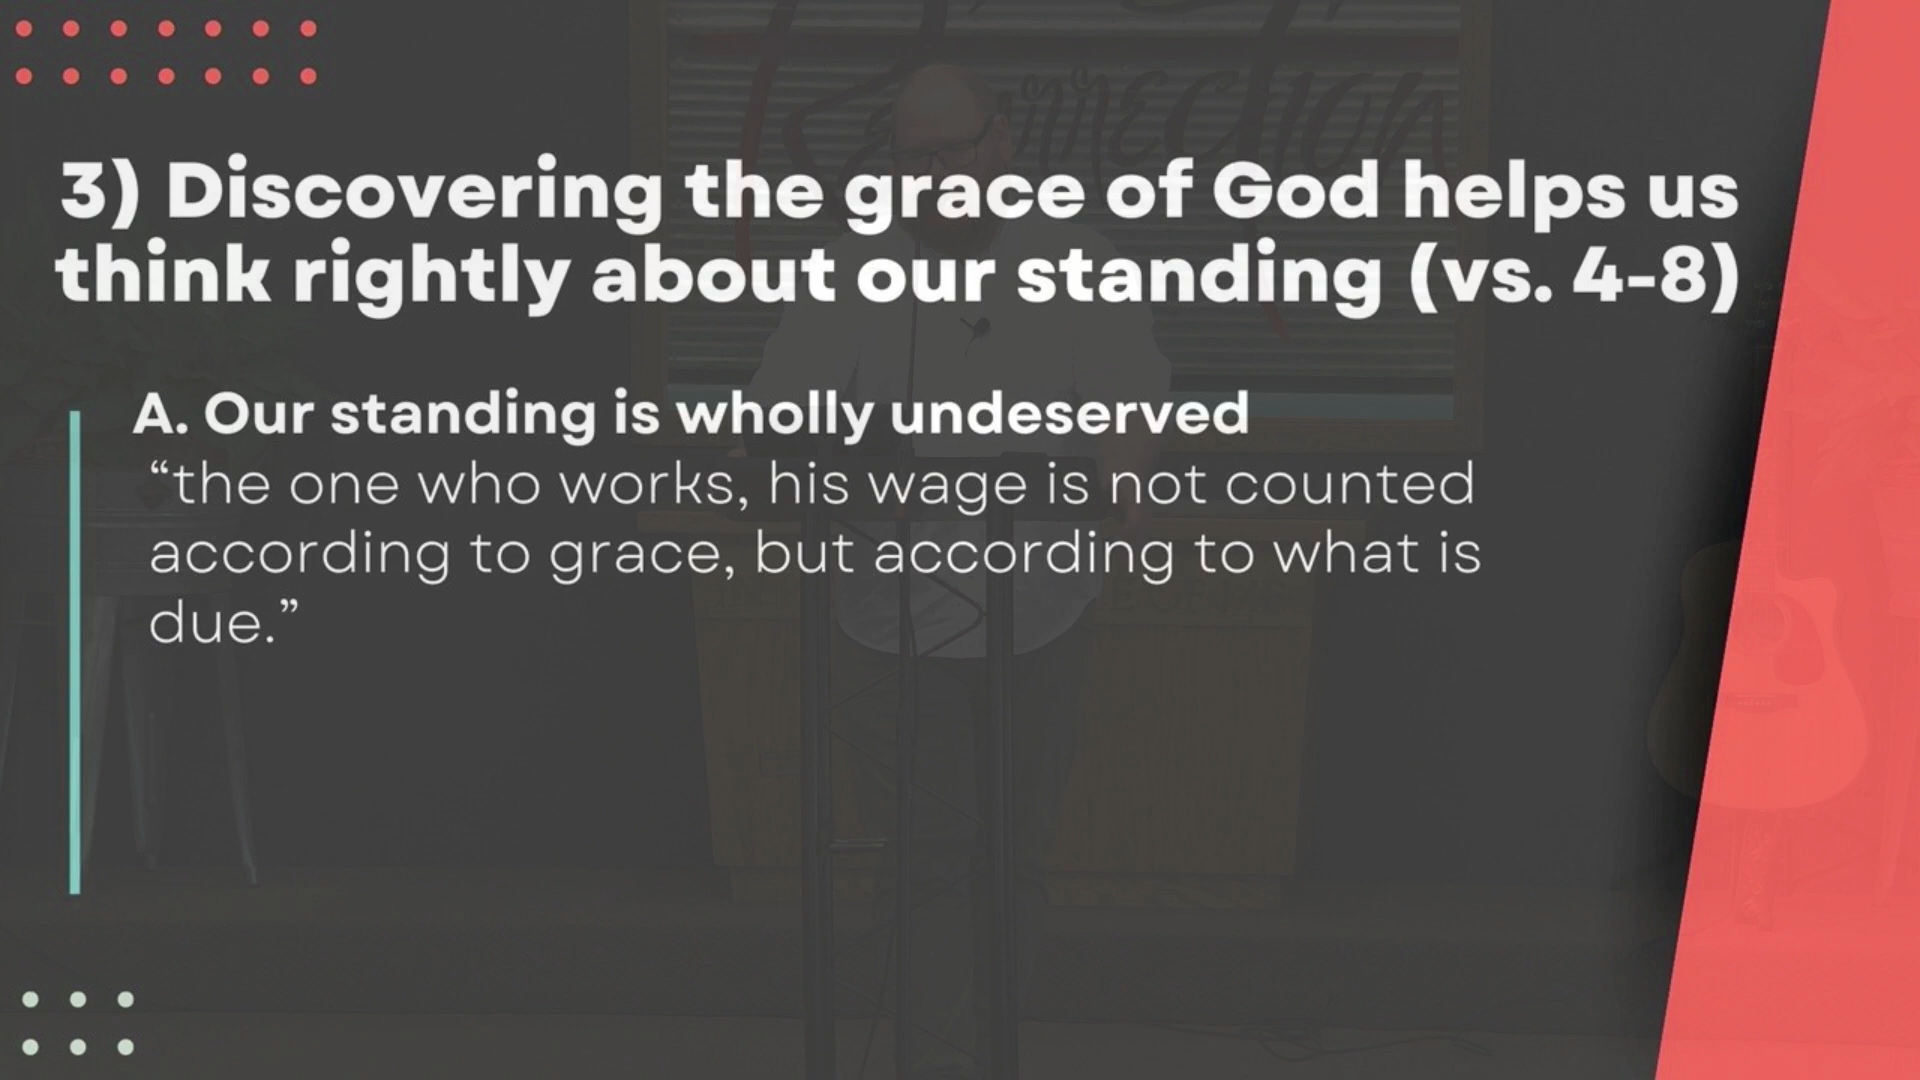 3) Discovering the grace of God helps us
think rightly about our standing (vs. 4-8)
A. Our standing is wholly undeserved
“the one who works, his wage is not counted
according to grace, but according to what is
due.”